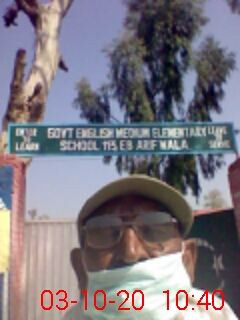 ENTER TO LEARN
GOVT ENGLISH MEDIUM ELEMENTARY
SCHOOL 115 EB ARIF WALA
LEAVE TO SERVE
03-10-20 10:40